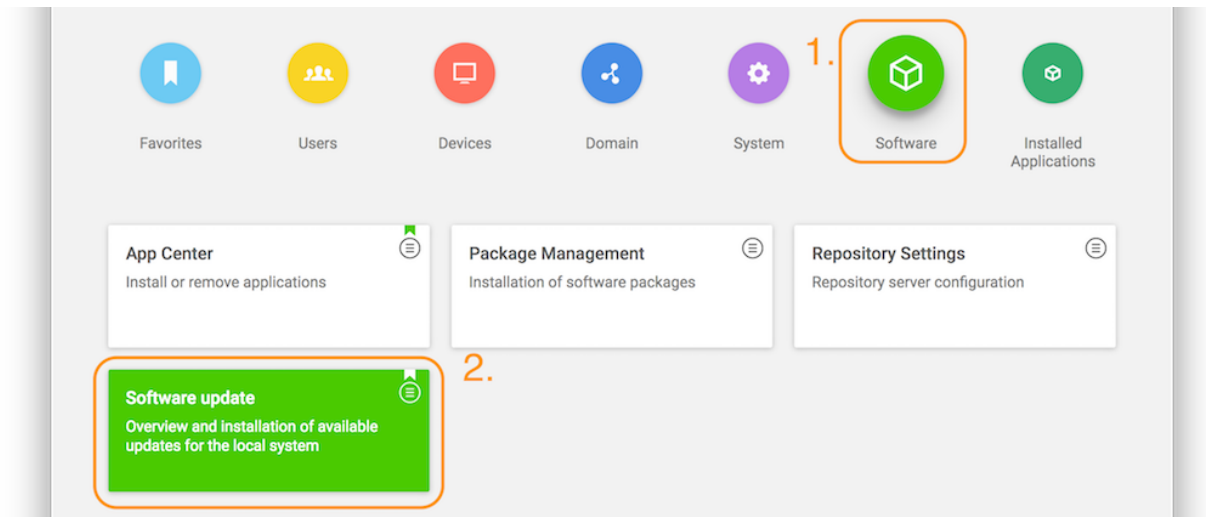 1.
Favorites
Users
Devices
Domain
System
Software
Installed
Applications
App Center
Install or remove applications
Package Management
Installation of software packages
Repository Settings
Repository server configuration
2.
Software update
Overview and installation of available
updates for the local system